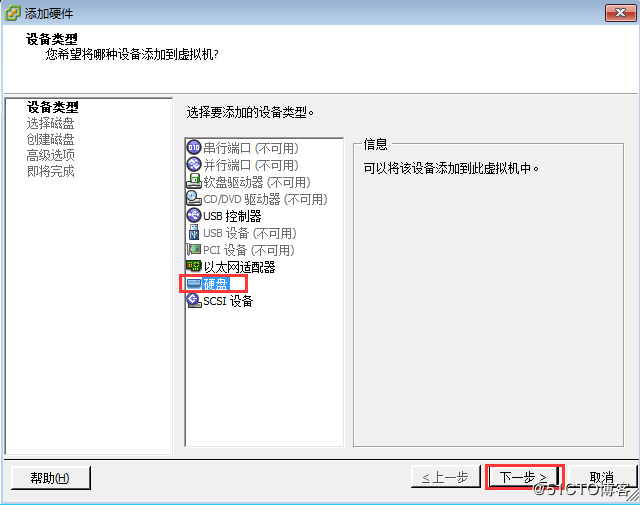 添加硬件
设备类型
您希望将哪种设备添加到虚拟机?
设备类型
选择磁盘
创建磁盘
高级选项
即将完成
选择要添加的设备类型。
串行端口 (不可用)
并行端口 (不可用)
软盘驱动器 (不可用)
CD/DVD 驱动器 (不可用)
USB 控制器
USB 设备 (不可用)
PCI 设备 (不可用)
以太网适配器
硬盘
SCSI 设备
信息
可以将该设备添加到此虚拟机中。
帮助(H)
< 上一步
下一步 >
取消
@51CTO博客